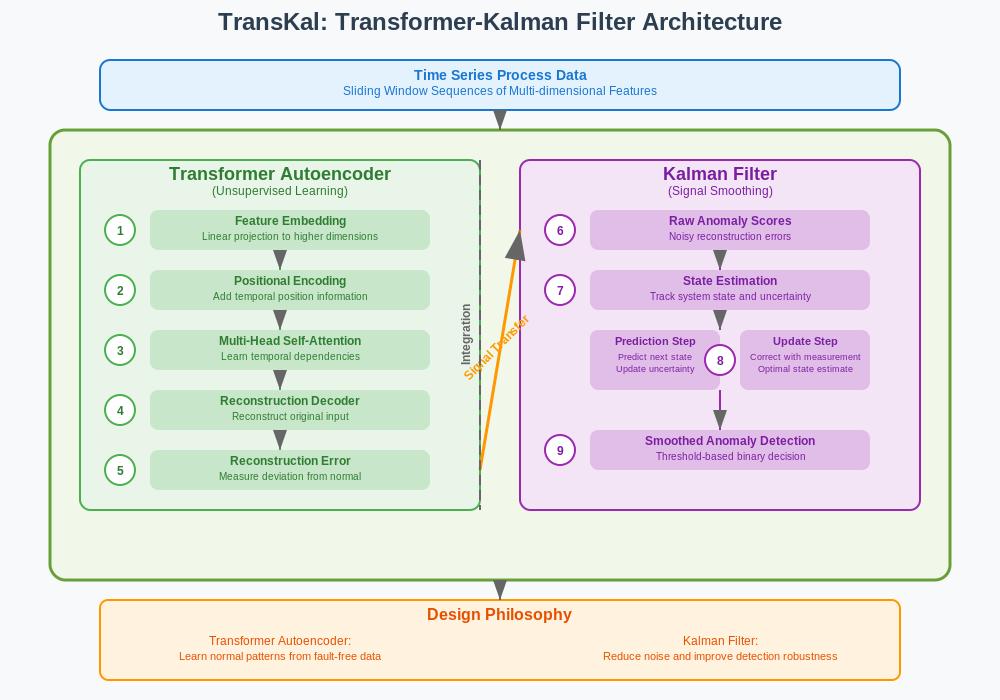 TransKal: Transformer-Kalman Filter Architecture
Time Series Process Data
Sliding Window Sequences of Multi-dimensional Features
Transformer Autoencoder
(Unsupervised Learning)
1
Feature Embedding
Linear projection to higher dimensions
2
Positional Encoding
Add temporal position information
3
Multi-Head Self-Attention
Learn temporal dependencies
4
Reconstruction Decoder
Reconstruct original input
5
Reconstruction Error
Measure deviation from normal
Integration
Signal Transfer
Kalman Filter
(Signal Smoothing)
6
Raw Anomaly Scores
Noisy reconstruction errors
7
State Estimation
Track system state and uncertainty
Prediction Step
Predict next state
Update uncertainty
8
Update Step
Correct with measurement
Optimal state estimate
9
Smoothed Anomaly Detection
Threshold-based binary decision
Design Philosophy
Transformer Autoencoder:
Learn normal patterns from fault-free data
Kalman Filter:
Reduce noise and improve detection robustness